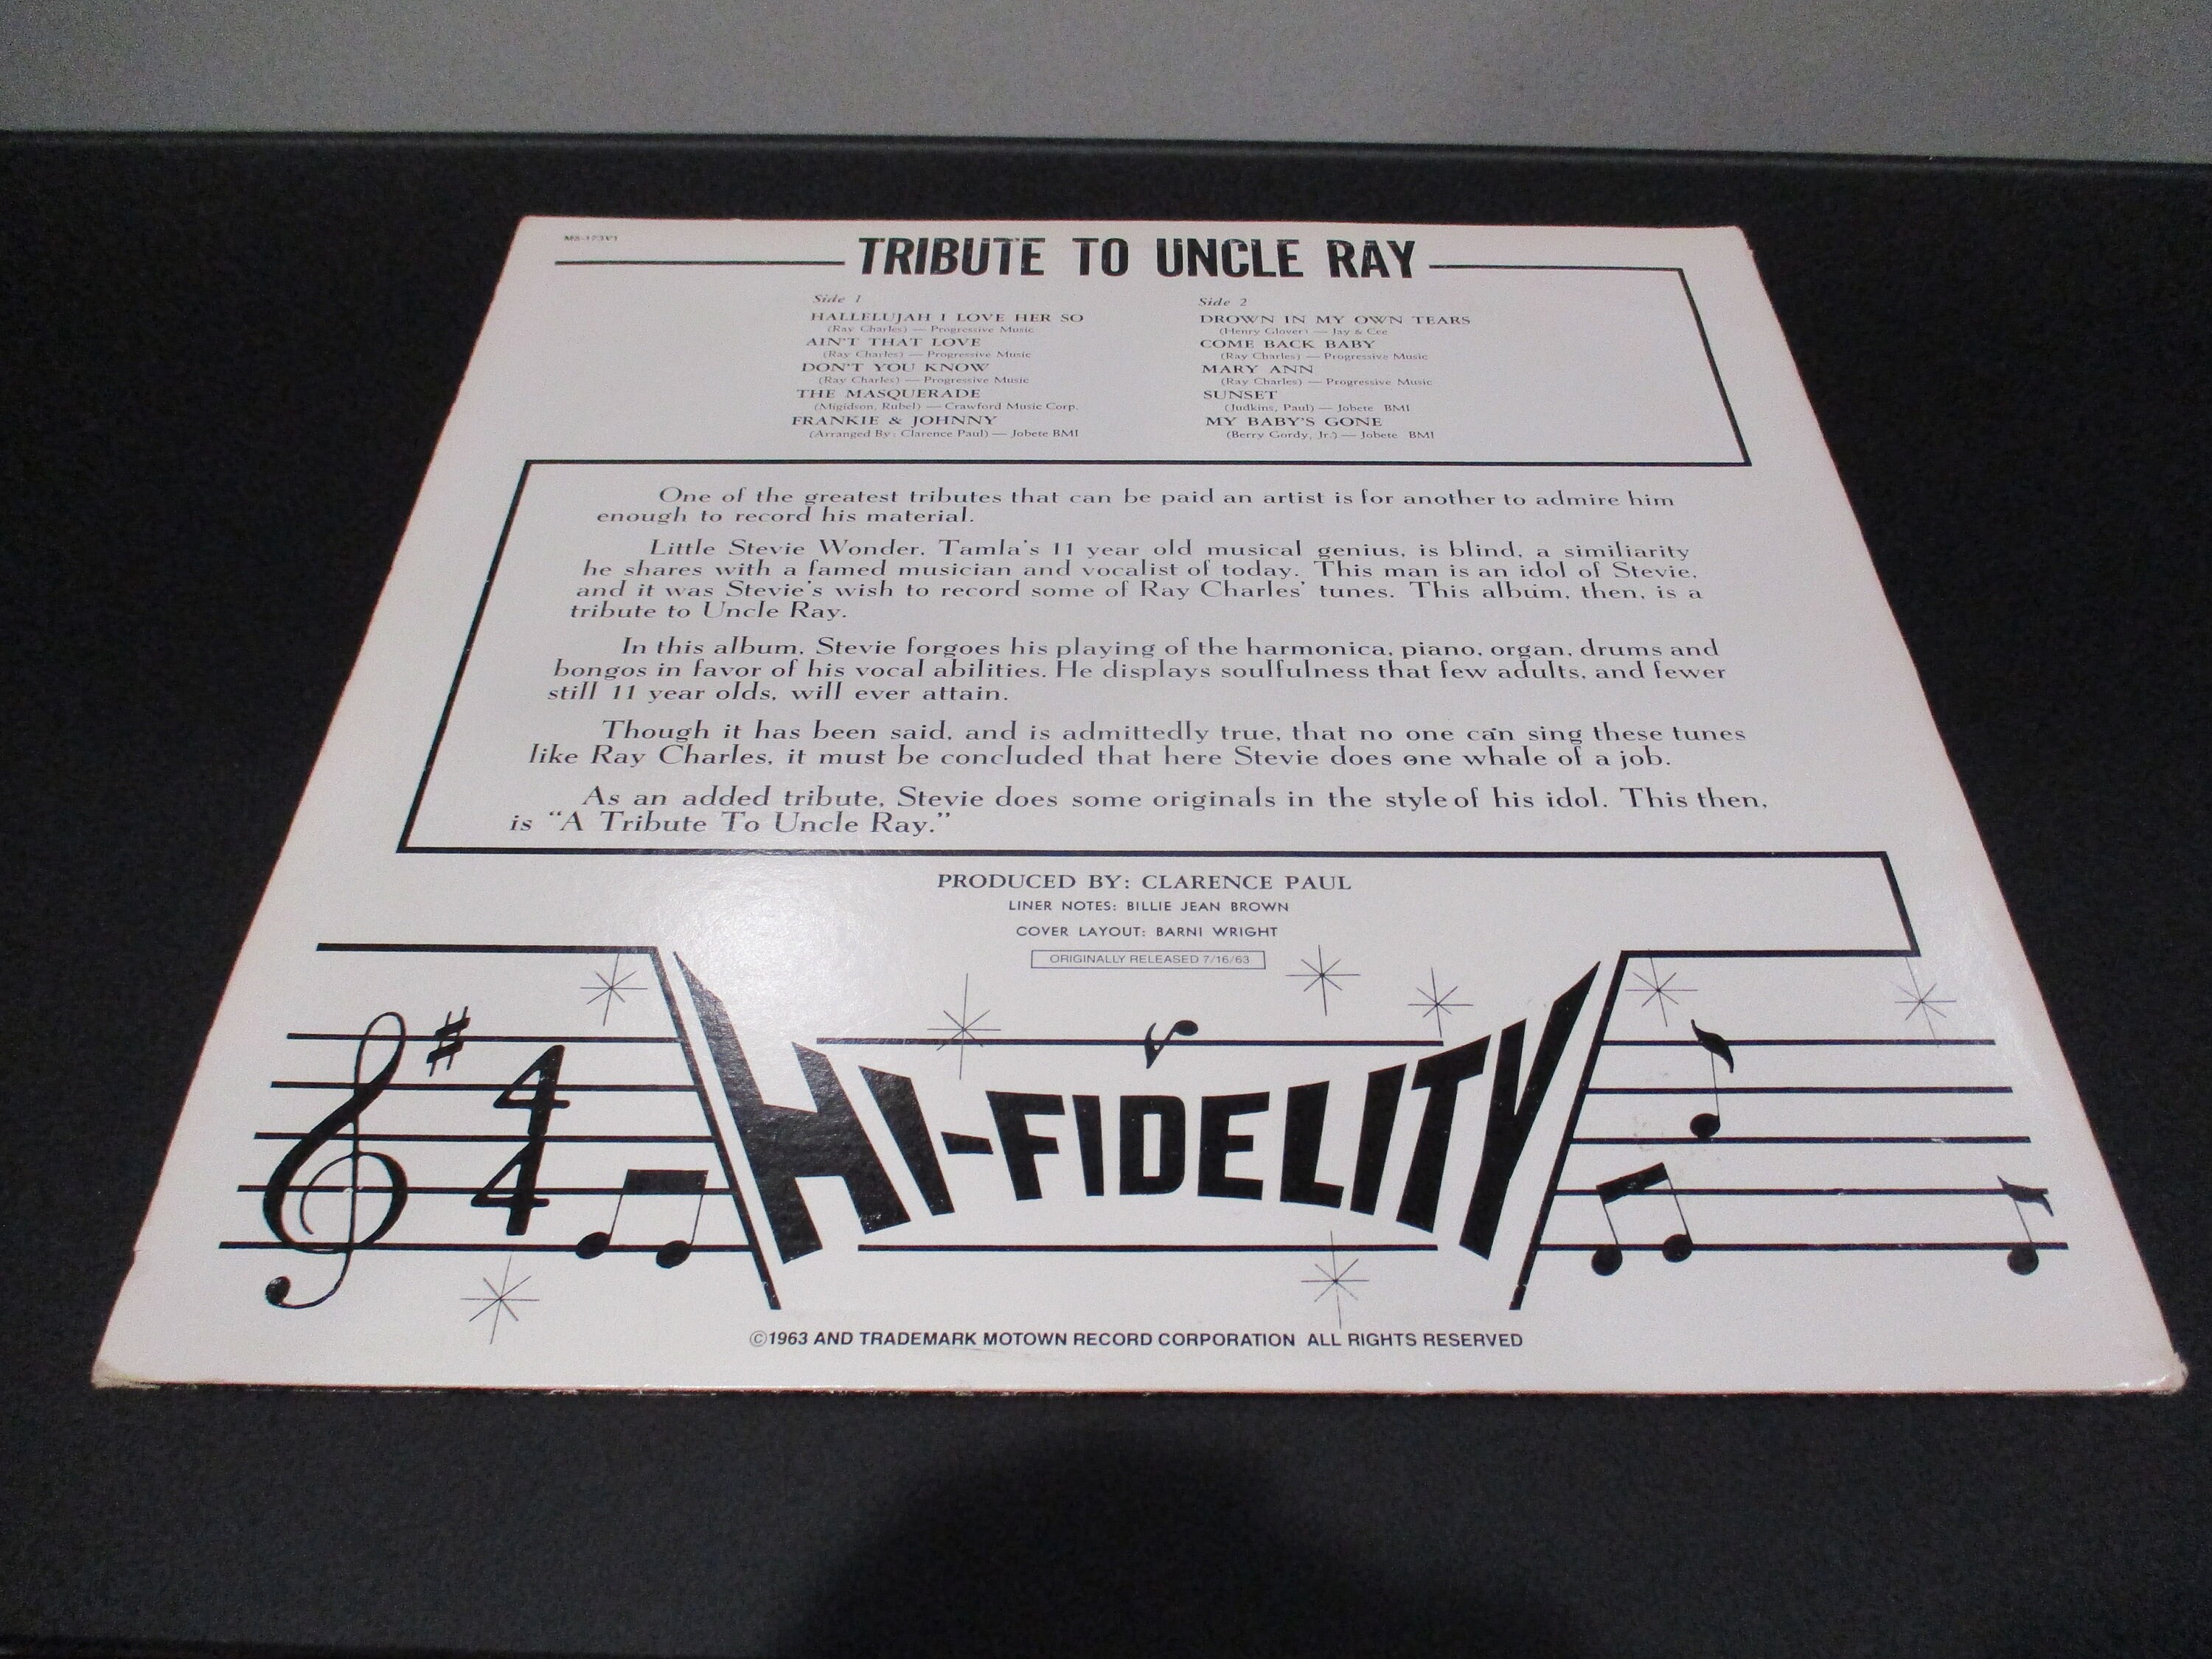 M5-173V1
TRIBUTE TO UNCLE RAY
Side 1
HALLELUJAH I LOVE HER SO
(Ray Charles) — Progressive Music
AIN'T THAT LOVE
(Ray Charles) — Progressive Music
DON'T YOU KNOW
(Ray Charles) — Progressive Music
THE MASQUERADE
(Migidson, Rubel) — Crawford Music Corp.
FRANKIE & JOHNNY
(Arranged By: Clarence Paul) — Jobete BMI
Side 2
DROWN IN MY OWN TEARS
(Henry Glover) — Jay & Cee
COME BACK BABY
(Ray Charles) — Progressive Music
MARY ANN
(Ray Charles) — Progressive Music
SUNSET
(Judkins, Paul) — Jobete BMI
MY BABY'S GONE
(Berry Gordy, Jr.) — Jobete BMI
One of the greatest tributes that can be paid an artist is for another to admire him
enough to record his material.
Little Stevie Wonder, Tamla's 11 year old musical genius, is blind, a similiarity
he shares with a famed musician and vocalist of today. This man is an idol of Stevie,
and it was Stevie's wish to record some of Ray Charles' tunes. This album, then, is a
tribute to Uncle Ray.
In this album, Stevie forgoes his playing of the harmonica, piano, organ, drums and
bongos in favor of his vocal abilities. He displays soulfulness that few adults, and fewer
still 11 year olds, will ever attain.
Though it has been said, and is admittedly true, that no one can sing these tunes
like Ray Charles, it must be concluded that here Stevie does one whale of a job.
As an added tribute, Stevie does some originals in the style of his idol. This then,
is “A Tribute To Uncle Ray.”
PRODUCED BY: CLARENCE PAUL
LINER NOTES: BILLIE JEAN BROWN
COVER LAYOUT: BARNI WRIGHT
ORIGINALLY RELEASED 7/16/63
4
4
HI-FIDELITY
©1963 AND TRADEMARK MOTOWN RECORD CORPORATION ALL RIGHTS RESERVED